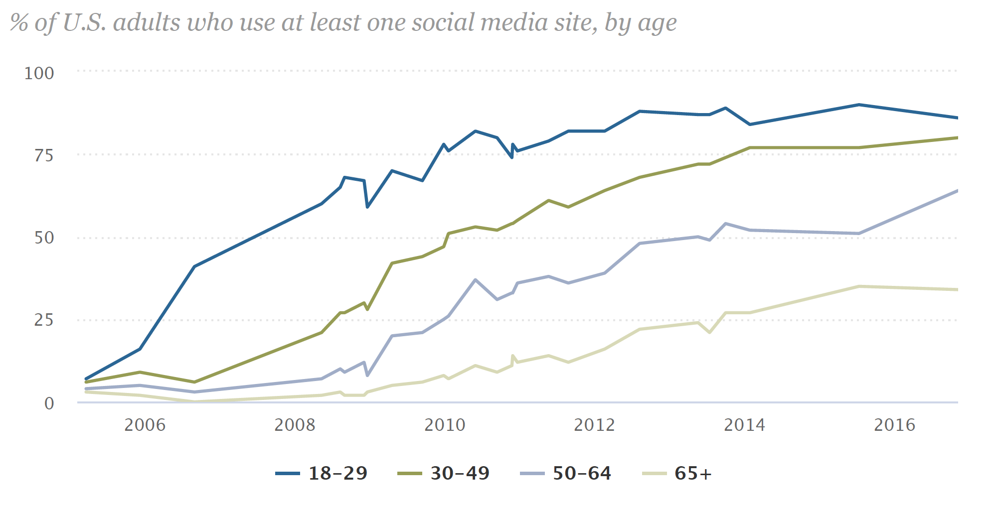 % of U.S. adults who use at least one social media site, by age
100
75
50
25
0
2006 2008 2010 2012 2014 2016
18–29 30–49 50–64 65+